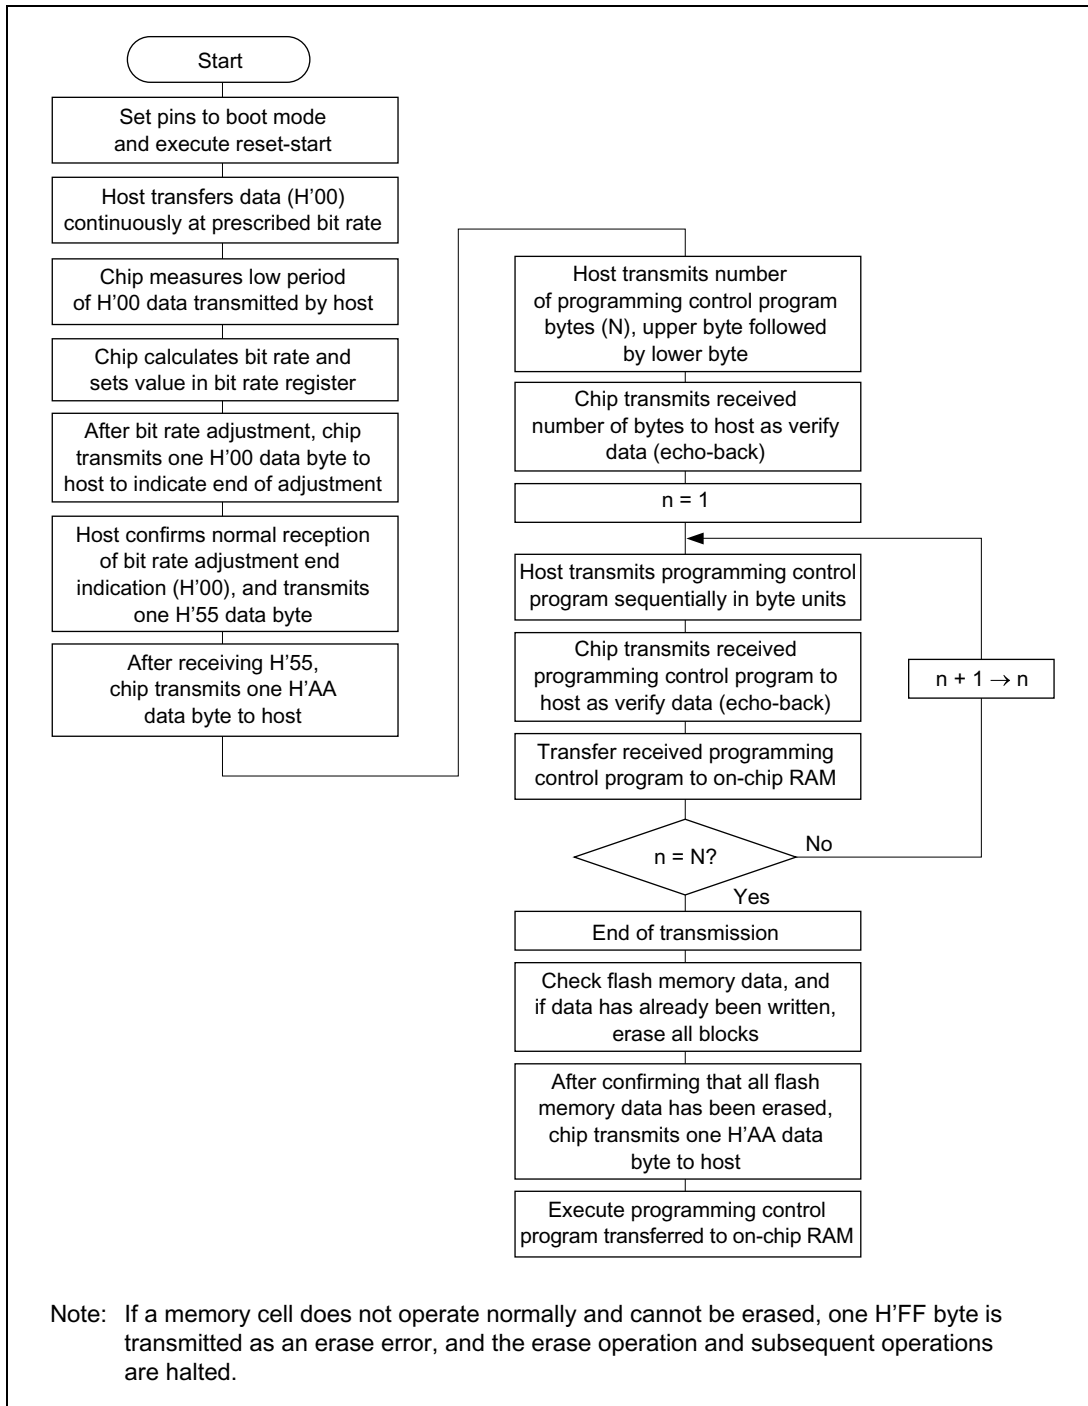 Start
Set pins to boot mode
and execute reset-start
Host transfers data (H'00)
continuously at prescribed bit rate
Chip measures low period
of H'00 data transmitted by host
Chip calculates bit rate and
sets value in bit rate register
After bit rate adjustment, chip
transmits one H'00 data byte to
host to indicate end of adjustment
Host confirms normal reception
of bit rate adjustment end
indication (H'00), and transmits
one H'55 data byte
After receiving H'55,
chip transmits one H'AA
data byte to host
Host transmits number
of programming control program
bytes (N), upper byte followed
by lower byte
Chip transmits received
number of bytes to host as verify
data (echo-back)
n = 1
Host transmits programming control
program sequentially in byte units
Chip transmits received
programming control program to
host as verify data (echo-back)
n + 1 → n
Transfer received programming
control program to on-chip RAM
n = N?
No
Yes
End of transmission
Check flash memory data, and
if data has already been written,
erase all blocks
After confirming that all flash
memory data has been erased,
chip transmits one H'AA data
byte to host
Execute programming control
program transferred to on-chip RAM
Note: If a memory cell does not operate normally and cannot be erased, one H'FF byte is
transmitted as an erase error, and the erase operation and subsequent operations
are halted.